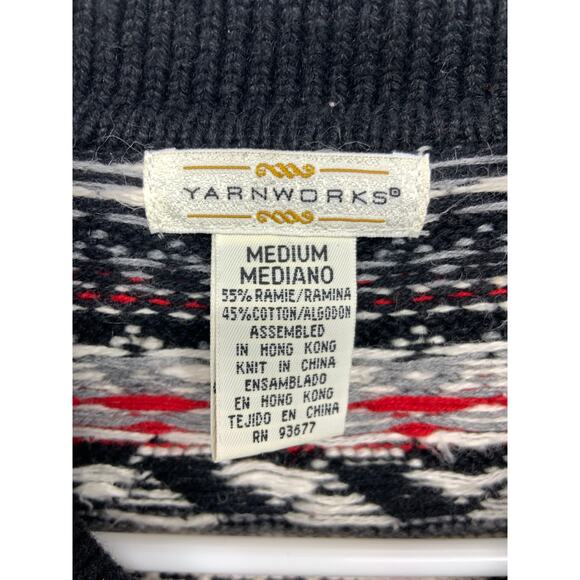 YARNWORKS®
MEDIUM
MEDIANO
55% RAMIE/RAMINA
45% COTTON/ALGODON
ASSEMBLED
IN HONG KONG
KNIT IN CHINA
ENSAMBLADO
EN HONG KONG
TEJIDO EN CHINA
RN 93677